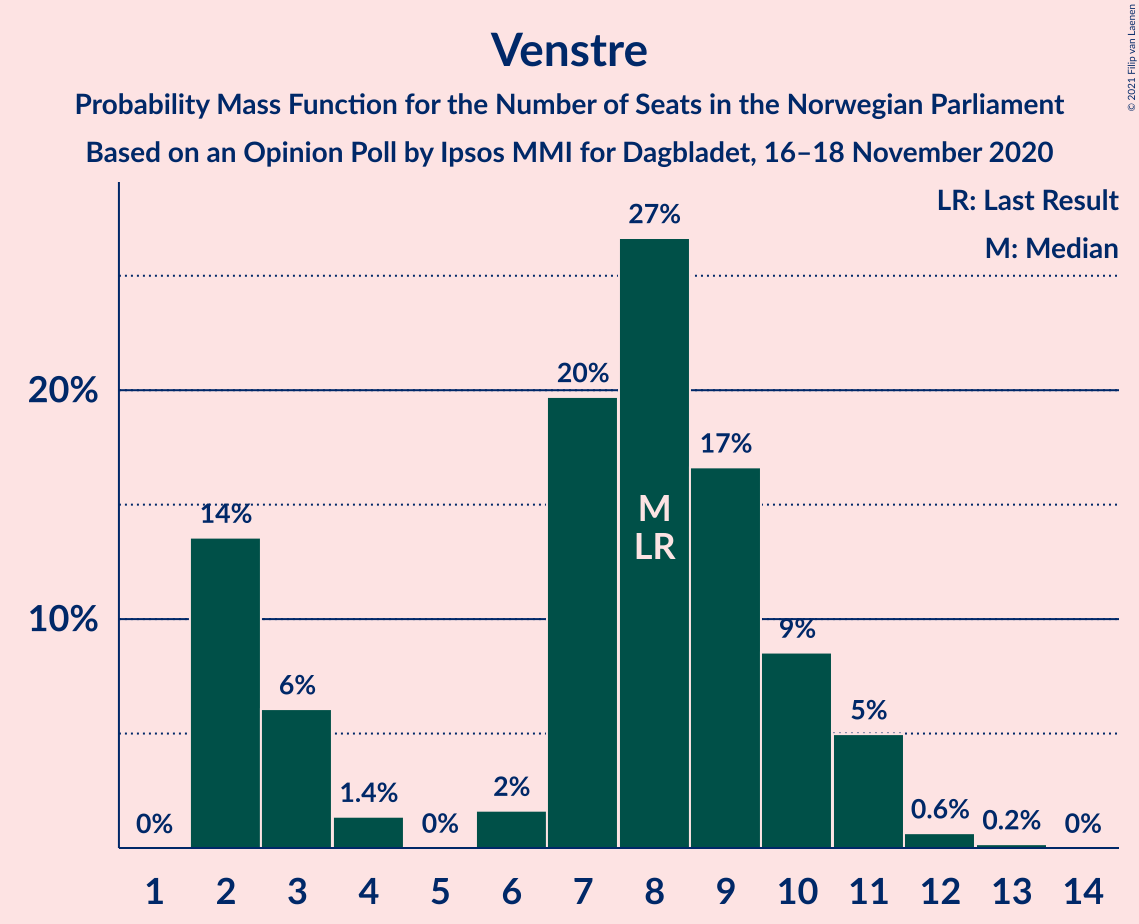 Venstre
Probability Mass Function for the Number of Seats in the Norwegian Parliament
Based on an Opinion Poll by Ipsos MMI for Dagbladet, 16–18 November 2020
© 2021 Filip van Laenen
LR: Last Result
M: Median
27%
20%
20%
17%
M
LR
14%
10%
9%
6%
5%
2%
1.4%
0.6%
0.2%
0%
0%
0%
1 2 3 4 5 6 7 8 9 10 11 12 13 14